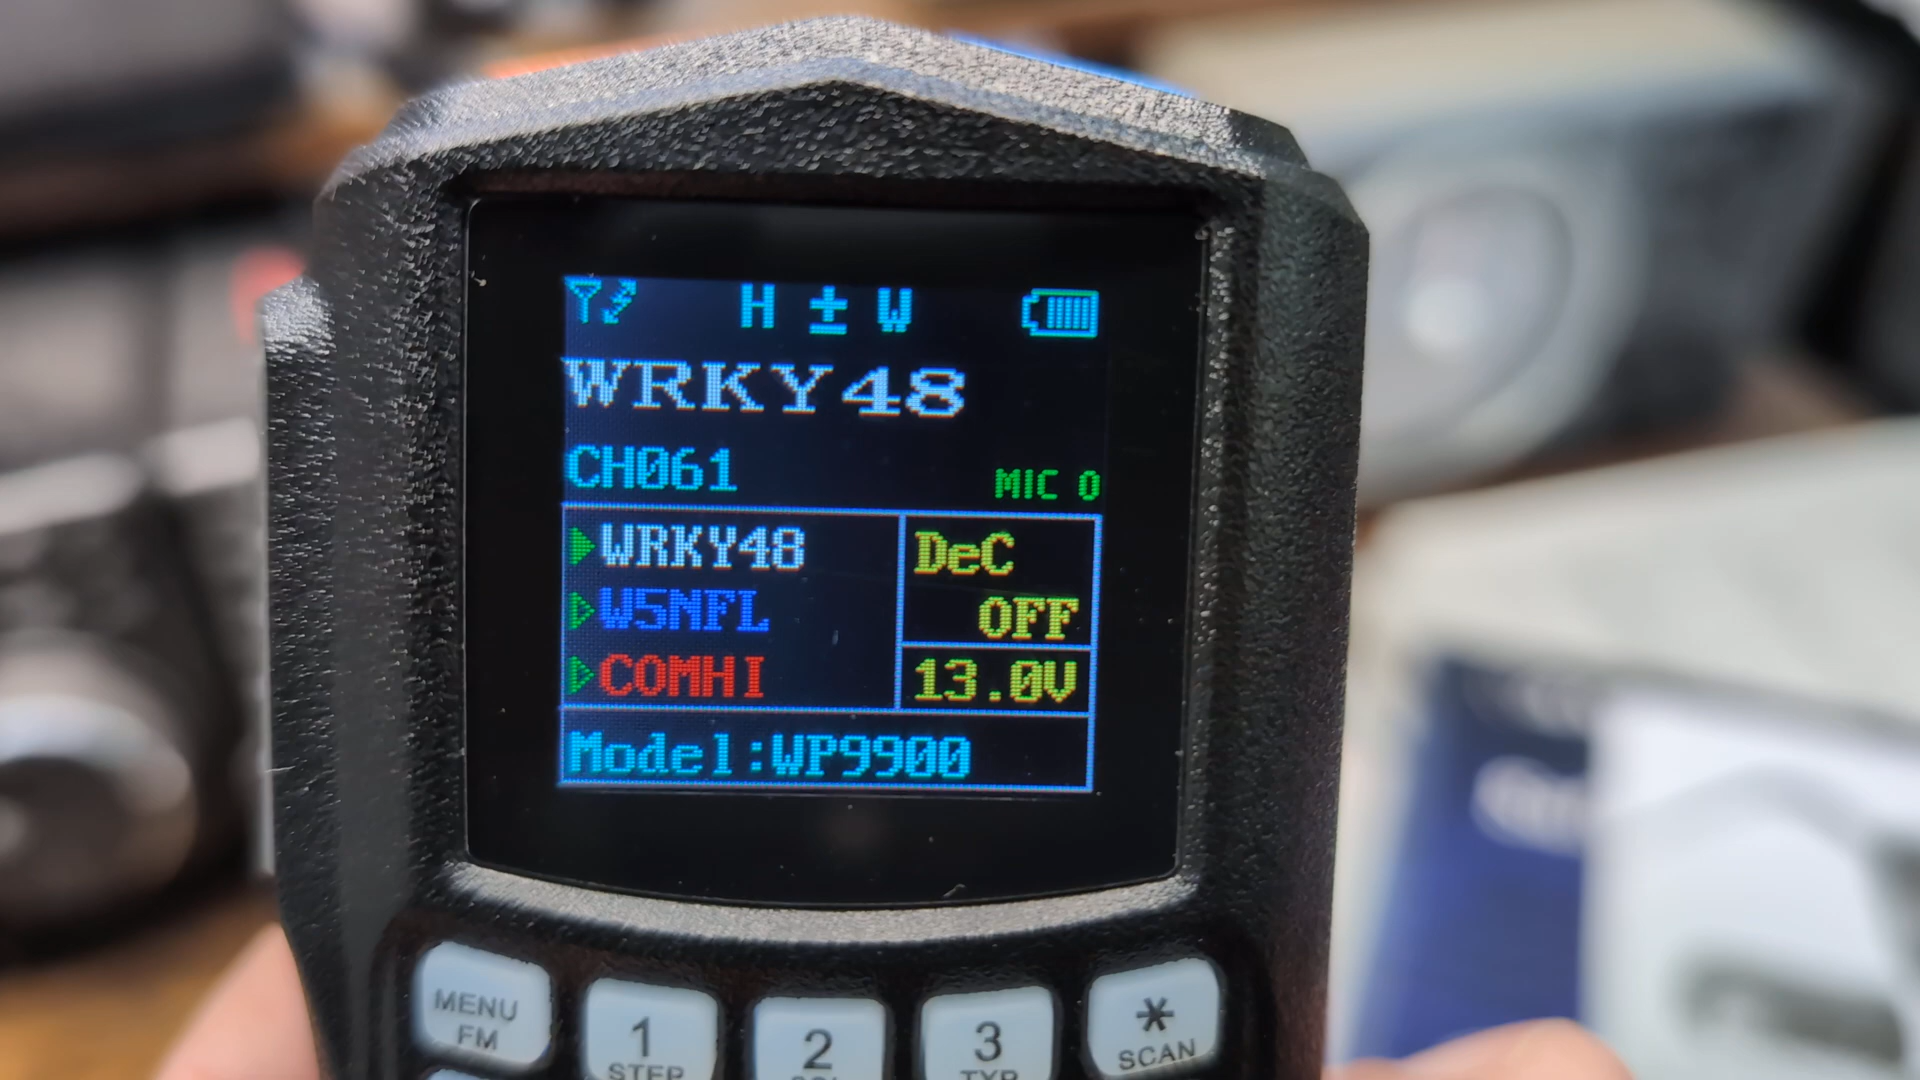 H ± W
WRKY48
CH061
MIC 0
WRKY48
W5NFL
COMHI
DeC
OFF
13.0V
Model:WP9900
MENU
FM
1
STEP
2
3
*
SCAN